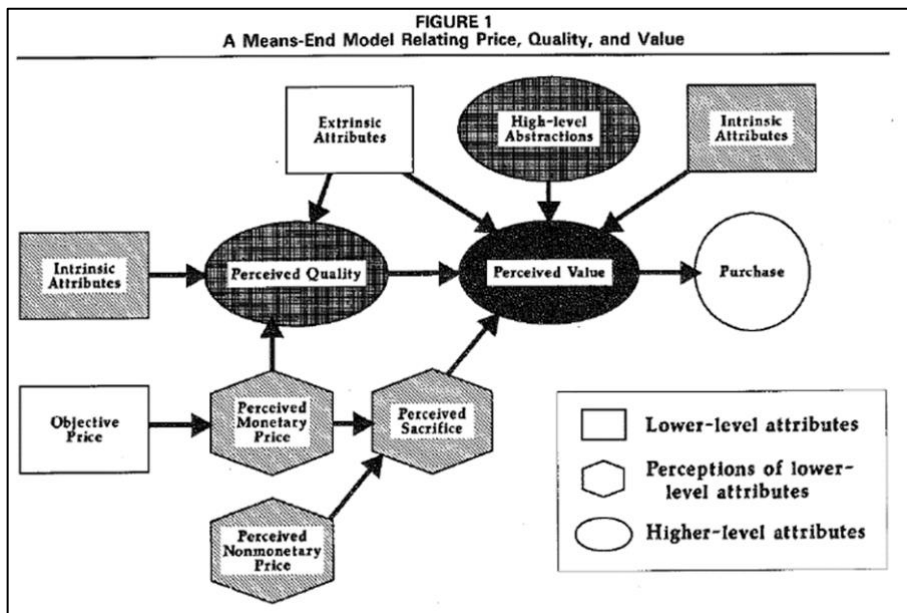 FIGURE 1
A Means-End Model Relating Price, Quality, and Value
Extrinsic
Attributes
High-level
Abstractions
Intrinsic
Attributes
Intrinsic
Attributes
Perceived Quality
Perceived Value
Purchase
Objective
Price
Perceived
Monetary
Price
Perceived
Sacrifice
Perceived
Nonmonetary
Price
Lower-level attributes
Perceptions of lower-
level attributes
Higher-level attributes